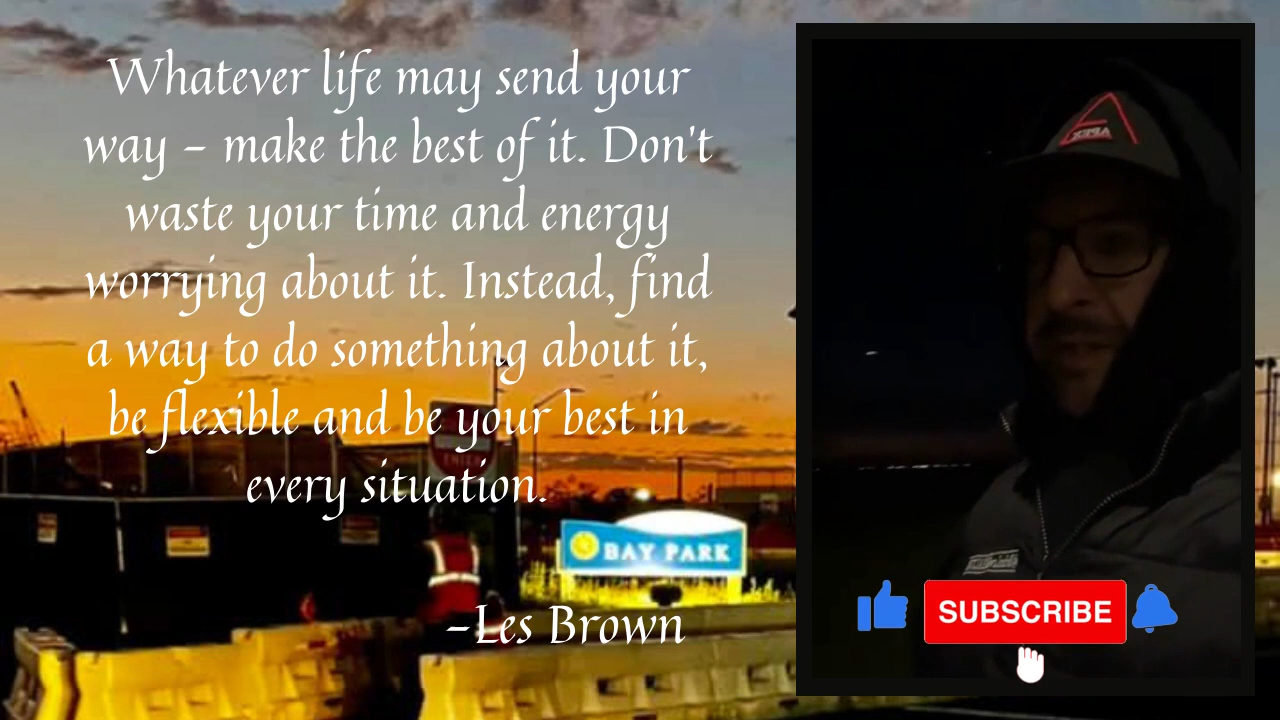 Whatever life may send your
way – make the best of it. Don't
waste your time and energy
worrying about it. Instead, find
a way to do something about it,
be flexible and be your best in
every situation.
BAY PARK
–Les Brown
SUBSCRIBE